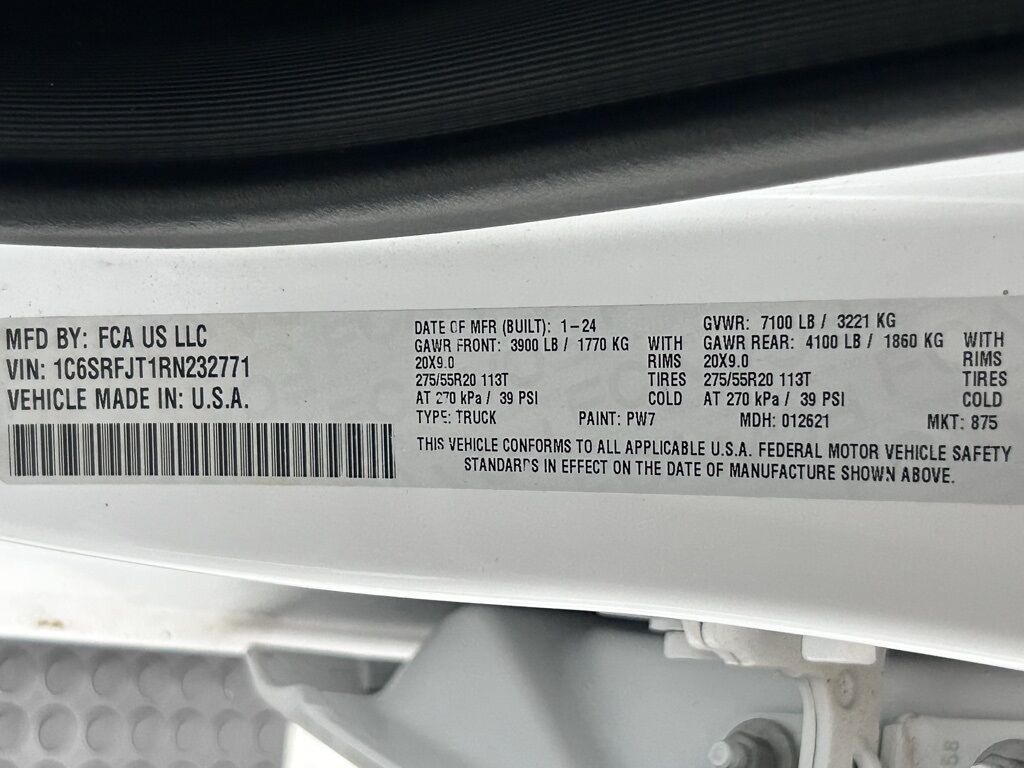 MFD BY: FCA US LLC
VIN: 1C6SRFJT1RN232771
VEHICLE MADE IN: U.S.A.
DATE OF MFR (BUILT): 1-24
GAWR FRONT: 3900 LB / 1770 KG WITH
20X9.0 RIMS
275/55R20 113T TIRES
AT 270 kPa / 39 PSI COLD
TYPE: TRUCK PAINT: PW7
GVWR: 7100 LB / 3221 KG
GAWR REAR: 4100 LB / 1860 KG WITH
20X9.0 RIMS
275/55R20 113T TIRES
AT 270 kPa / 39 PSI COLD
MDH: 012621 MKT: 875
THIS VEHICLE CONFORMS TO ALL APPLICABLE U.S.A. FEDERAL MOTOR VEHICLE SAFETY
STANDARDS IN EFFECT ON THE DATE OF MANUFACTURE SHOWN ABOVE.